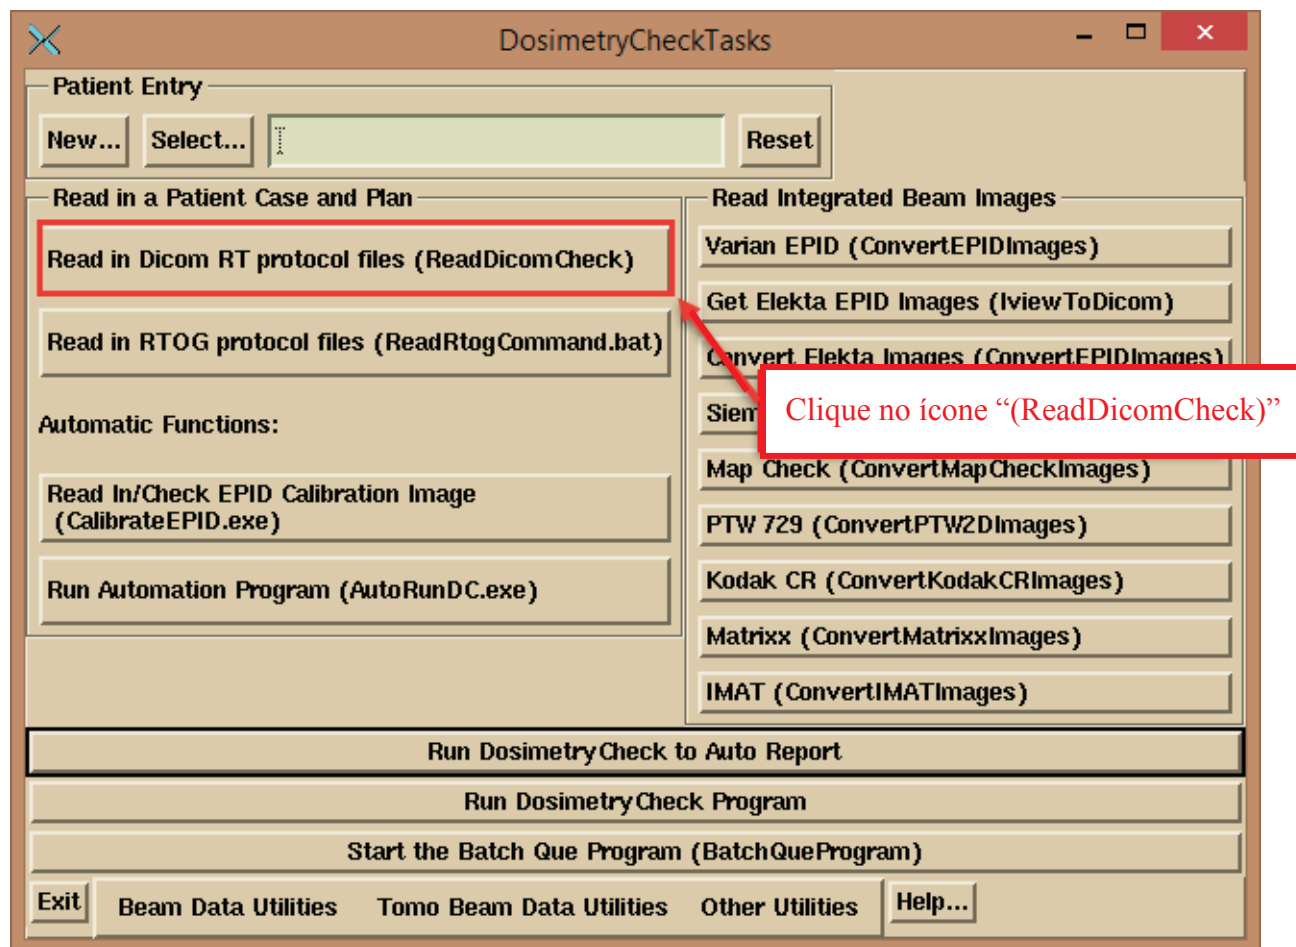 DosimetryCheckTasks
Patient Entry
New...
Select...
Reset
Read in a Patient Case and Plan
Read in Dicom RT protocol files (ReadDicomCheck)
Read in RTOG protocol files (ReadRtogCommand.bat)
Automatic Functions:
Read In/Check EPID Calibration Image
(CalibrateEPID.exe)
Run Automation Program (AutoRunDC.exe)
Read Integrated Beam Images
Varian EPID (ConvertEPIDImages)
Get Elekta EPID Images (IviewToDicom)
Convert Elekta Images (ConvertEPIDImages)
Siem
Clique no ícone “(ReadDicomCheck)”
Map Check (ConvertMapCheckImages)
PTW 729 (ConvertPTW2DImages)
Kodak CR (ConvertKodakCRImages)
Matrixx (ConvertMatrixxImages)
IMAT (ConvertIMATImages)
Run DosimetryCheck to Auto Report
Run DosimetryCheck Program
Start the Batch Que Program (BatchQueProgram)
Exit
Beam Data Utilities
Tomo Beam Data Utilities
Other Utilities
Help...